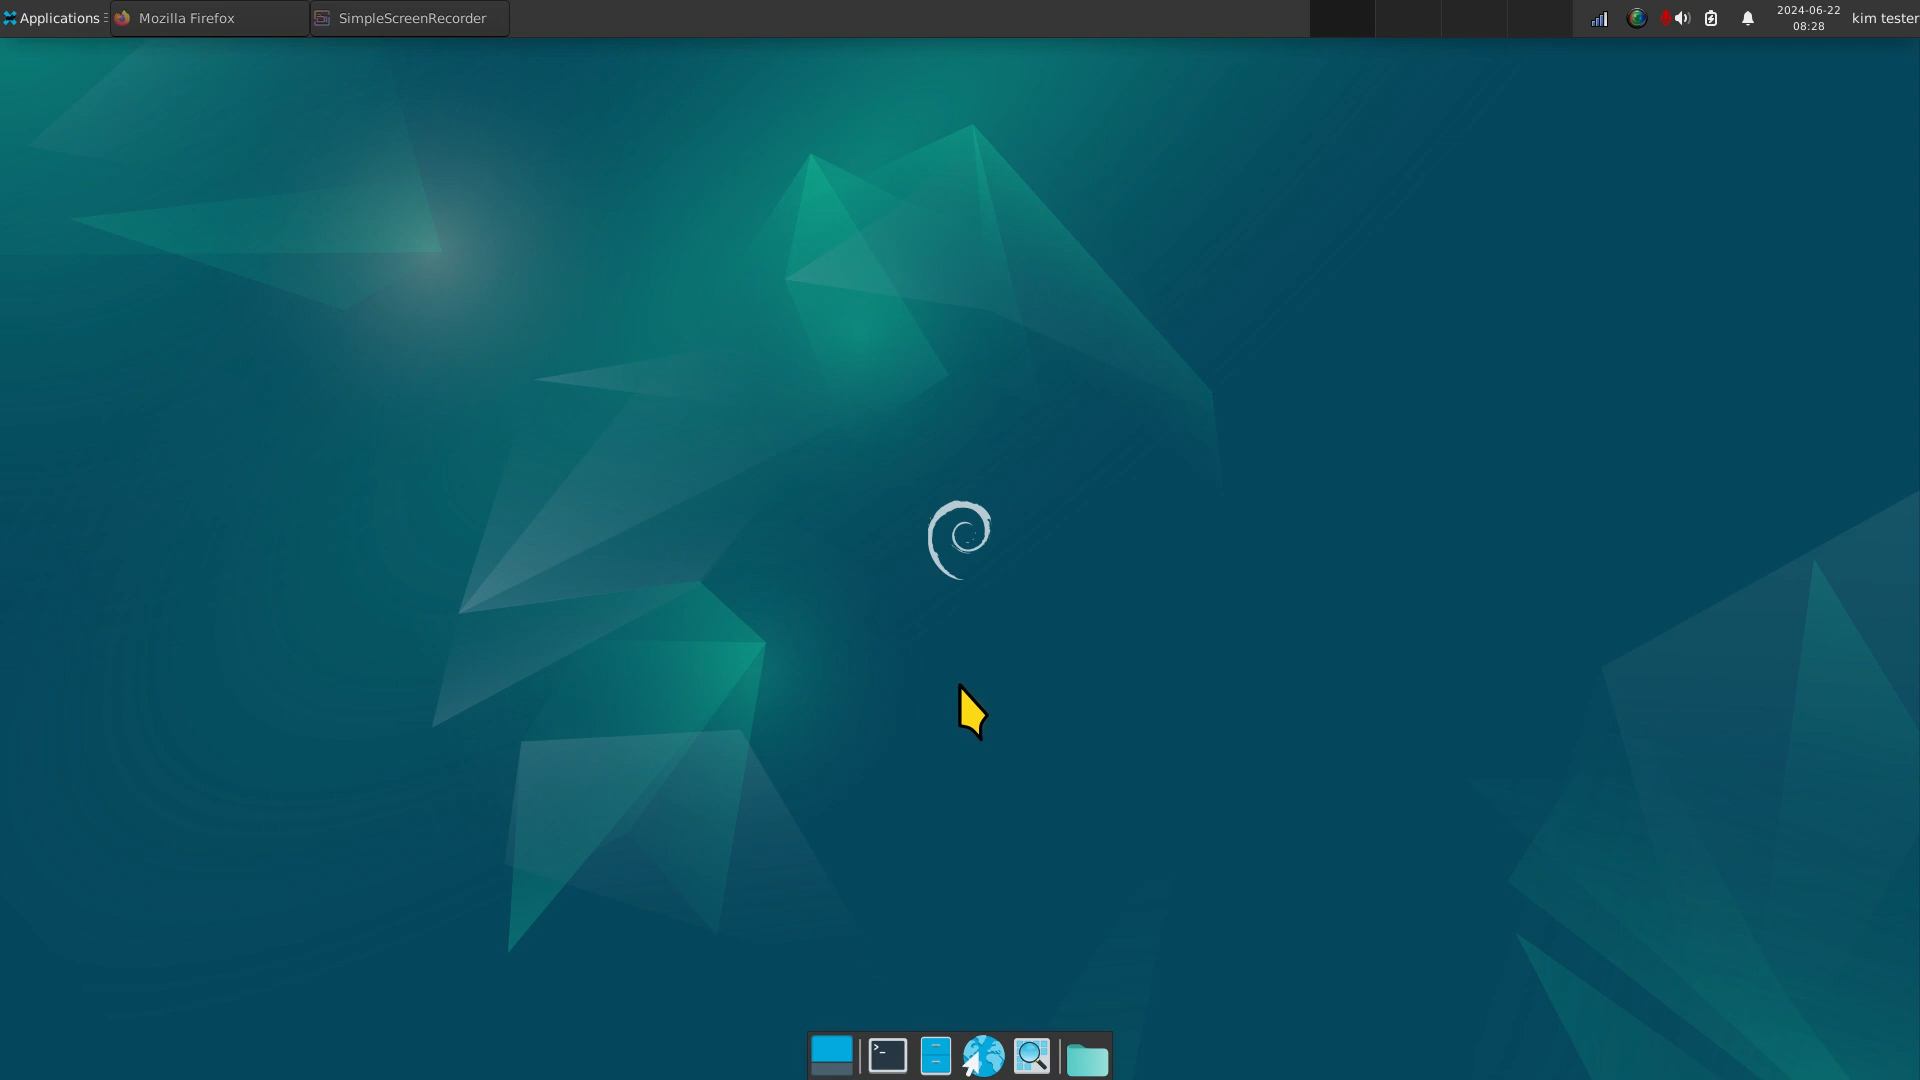 Applications
Mozilla Firefox
SimpleScreenRecorder
2024-06-22
08:28
kim tester